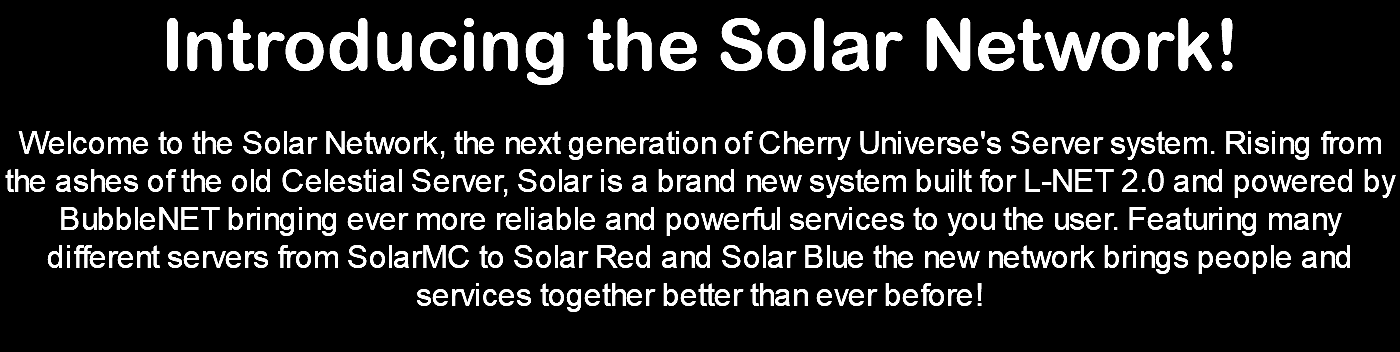 Introducing the Solar Network!
Welcome to the Solar Network, the next generation of Cherry Universe's Server system. Rising from
the ashes of the old Celestial Server, Solar is a brand new system built for L-NET 2.0 and powered by
BubbleNET bringing ever more reliable and powerful services to you the user. Featuring many
different servers from SolarMC to Solar Red and Solar Blue the new network brings people and
services together better than ever before!